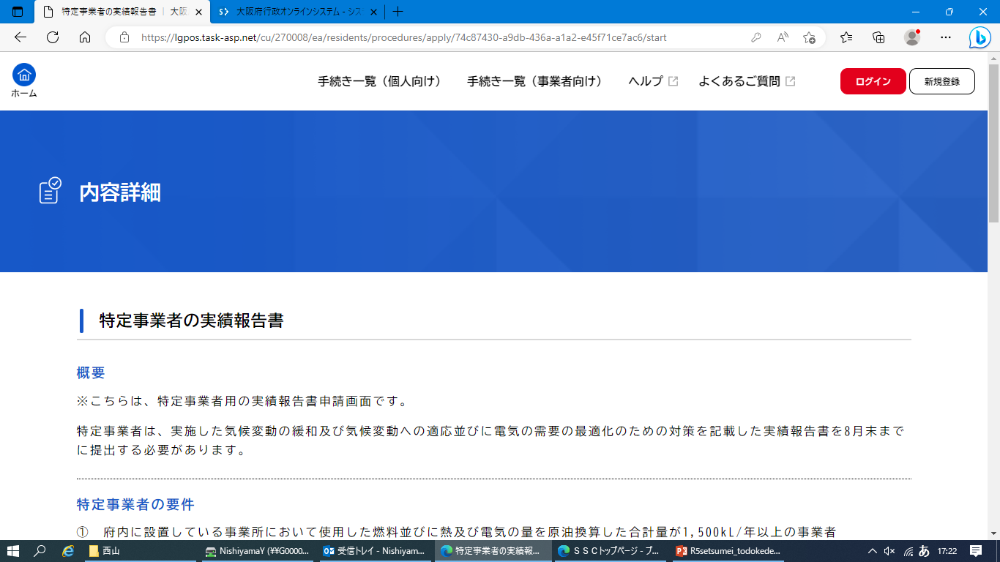 特定事業者の実績報告書 | 大阪
大阪府行政オンラインシステム - シス
https://lgpos.task-asp.net/cu/270008/ea/residents/procedures/apply/74c87430-a9db-436a-a1a2-e45f71ce7ac6/start
ホーム
手続き一覧（個人向け）
手続き一覧（事業者向け）
ヘルプ
よくあるご質問
ログイン
新規登録
内容詳細
特定事業者の実績報告書
概要
※こちらは、特定事業者用の実績報告書申請画面です。
特定事業者は、実施した気候変動の緩和及び気候変動への適応並びに電気の需要の最適化のための対策を記載した実績報告書を8月末まで
に提出する必要があります。
特定事業者の要件
① 府内に設置している事業所において使用した燃料並びに熱及び電気の量を原油換算した合計量が1,500kL/年以上の事業者
西山
NishiyamaY (¥¥G0000...
受信トレイ - Nishiyam...
特定事業者の実績報...
ＳＳＣトップページ - プ...
R5setsumei_todokede...
あ
17:22